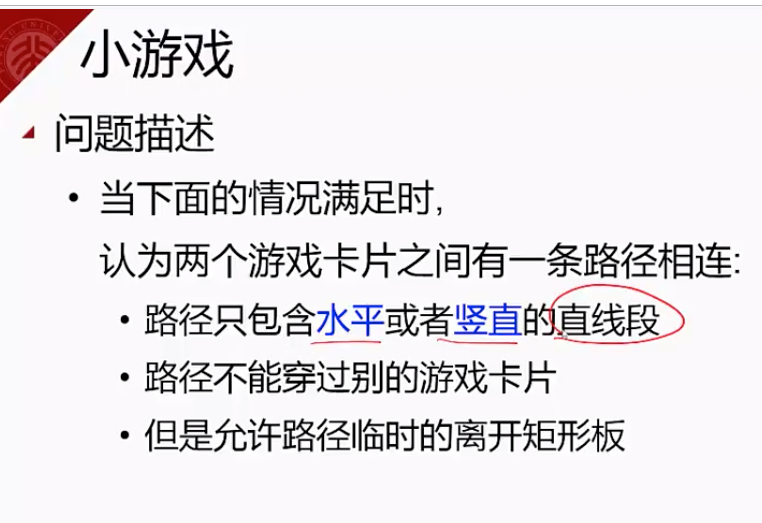 小游戏
问题描述
• 当下面的情况满足时,
认为两个游戏卡片之间有一条路径相连:
• 路径只包含水平或者竖直的直线段
• 路径不能穿过别的游戏卡片
• 但是允许路径临时的离开矩形板